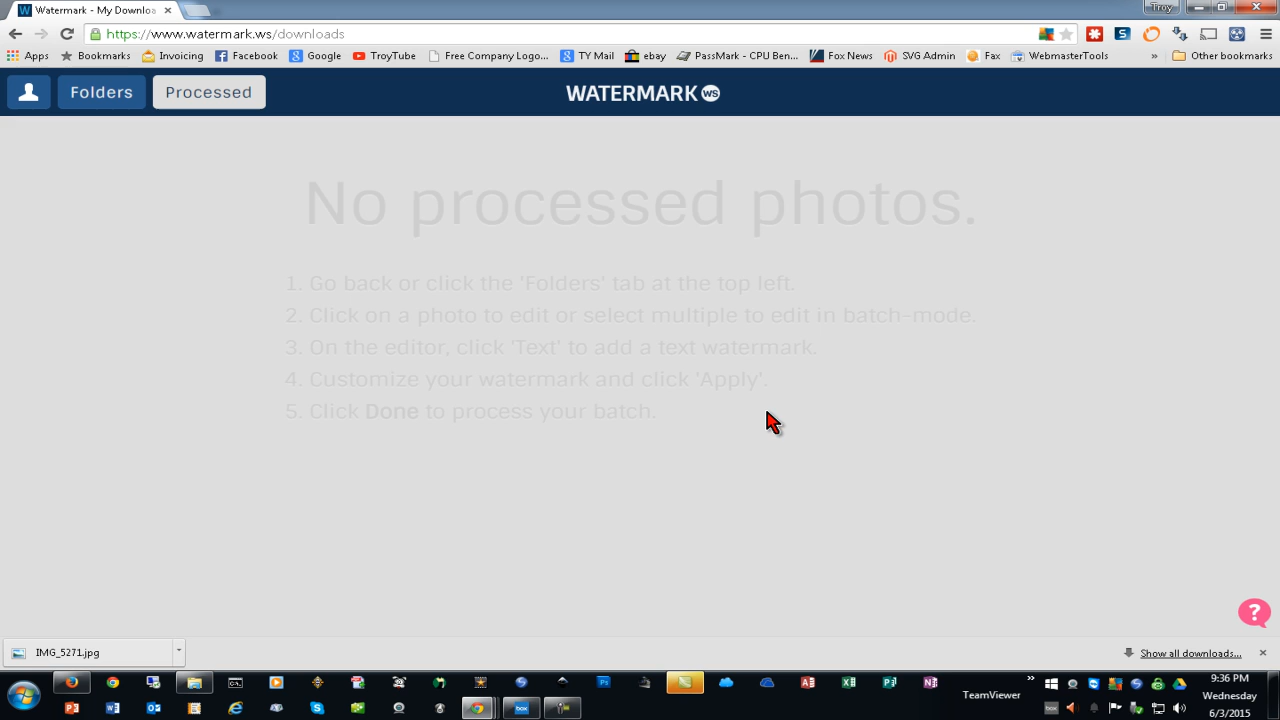 Watermark - My Downloa
Troy
https://www.watermark.ws/downloads
Apps
Bookmarks
Invoicing
Facebook
Google
TroyTube
Free Company Logo...
TY Mail
ebay
PassMark - CPU Ben...
Fox News
SVG Admin
Fax
WebmasterTools
»
Other bookmarks
Folders
Processed
WATERMARK WS
No processed photos.
1. Go back or click the 'Folders' tab at the top left.
2. Click on a photo to edit or select multiple to edit in batch-mode.
3. On the editor, click 'Text' to add a text watermark.
4. Customize your watermark and click 'Apply'.
5. Click Done to process your batch.
?
IMG_5271.jpg
Show all downloads...
TeamViewer
»
9:36 PM
Wednesday
6/3/2015